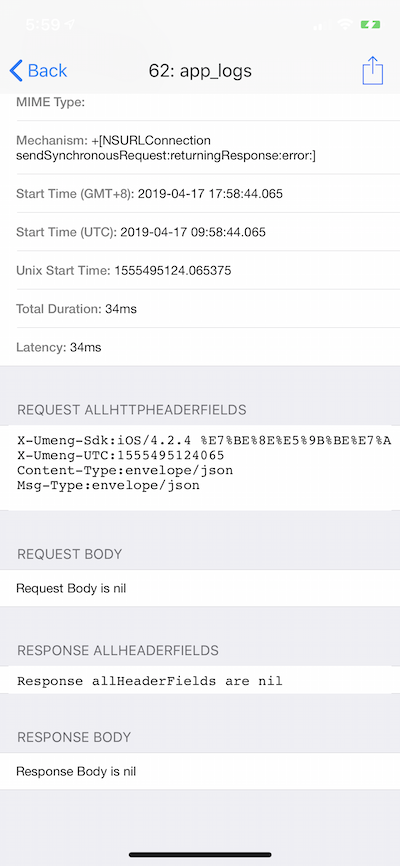 5:59
Back
62: app_logs
MIME Type:
Mechanism: +[NSURLConnection
sendSynchronousRequest:returningResponse:error:]
Start Time (GMT+8): 2019-04-17 17:58:44.065
Start Time (UTC): 2019-04-17 09:58:44.065
Unix Start Time: 1555495124.065375
Total Duration: 34ms
Latency: 34ms
REQUEST ALLHTTPHEADERFIELDS
X-Umeng-Sdk:iOS/4.2.4 %E7%BE%8E%E5%9B%BE%E7%A
X-Umeng-UTC:1555495124065
Content-Type:envelope/json
Msg-Type:envelope/json
REQUEST BODY
Request Body is nil
RESPONSE ALLHEADERFIELDS
Response allHeaderFields are nil
RESPONSE BODY
Response Body is nil